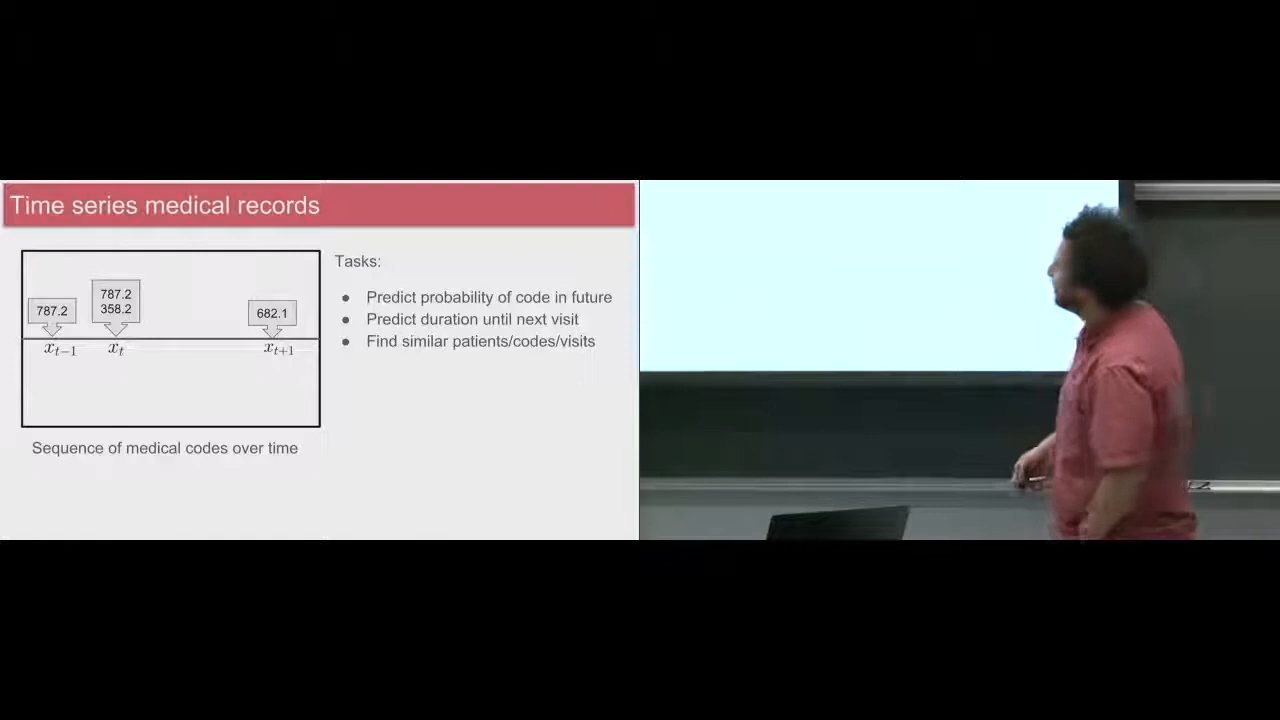 Time series medical records
787.2
787.2
358.2
682.1
x_{t-1}
x_t
x_{t+1}
Sequence of medical codes over time
Tasks:
● Predict probability of code in future
● Predict duration until next visit
● Find similar patients/codes/visits